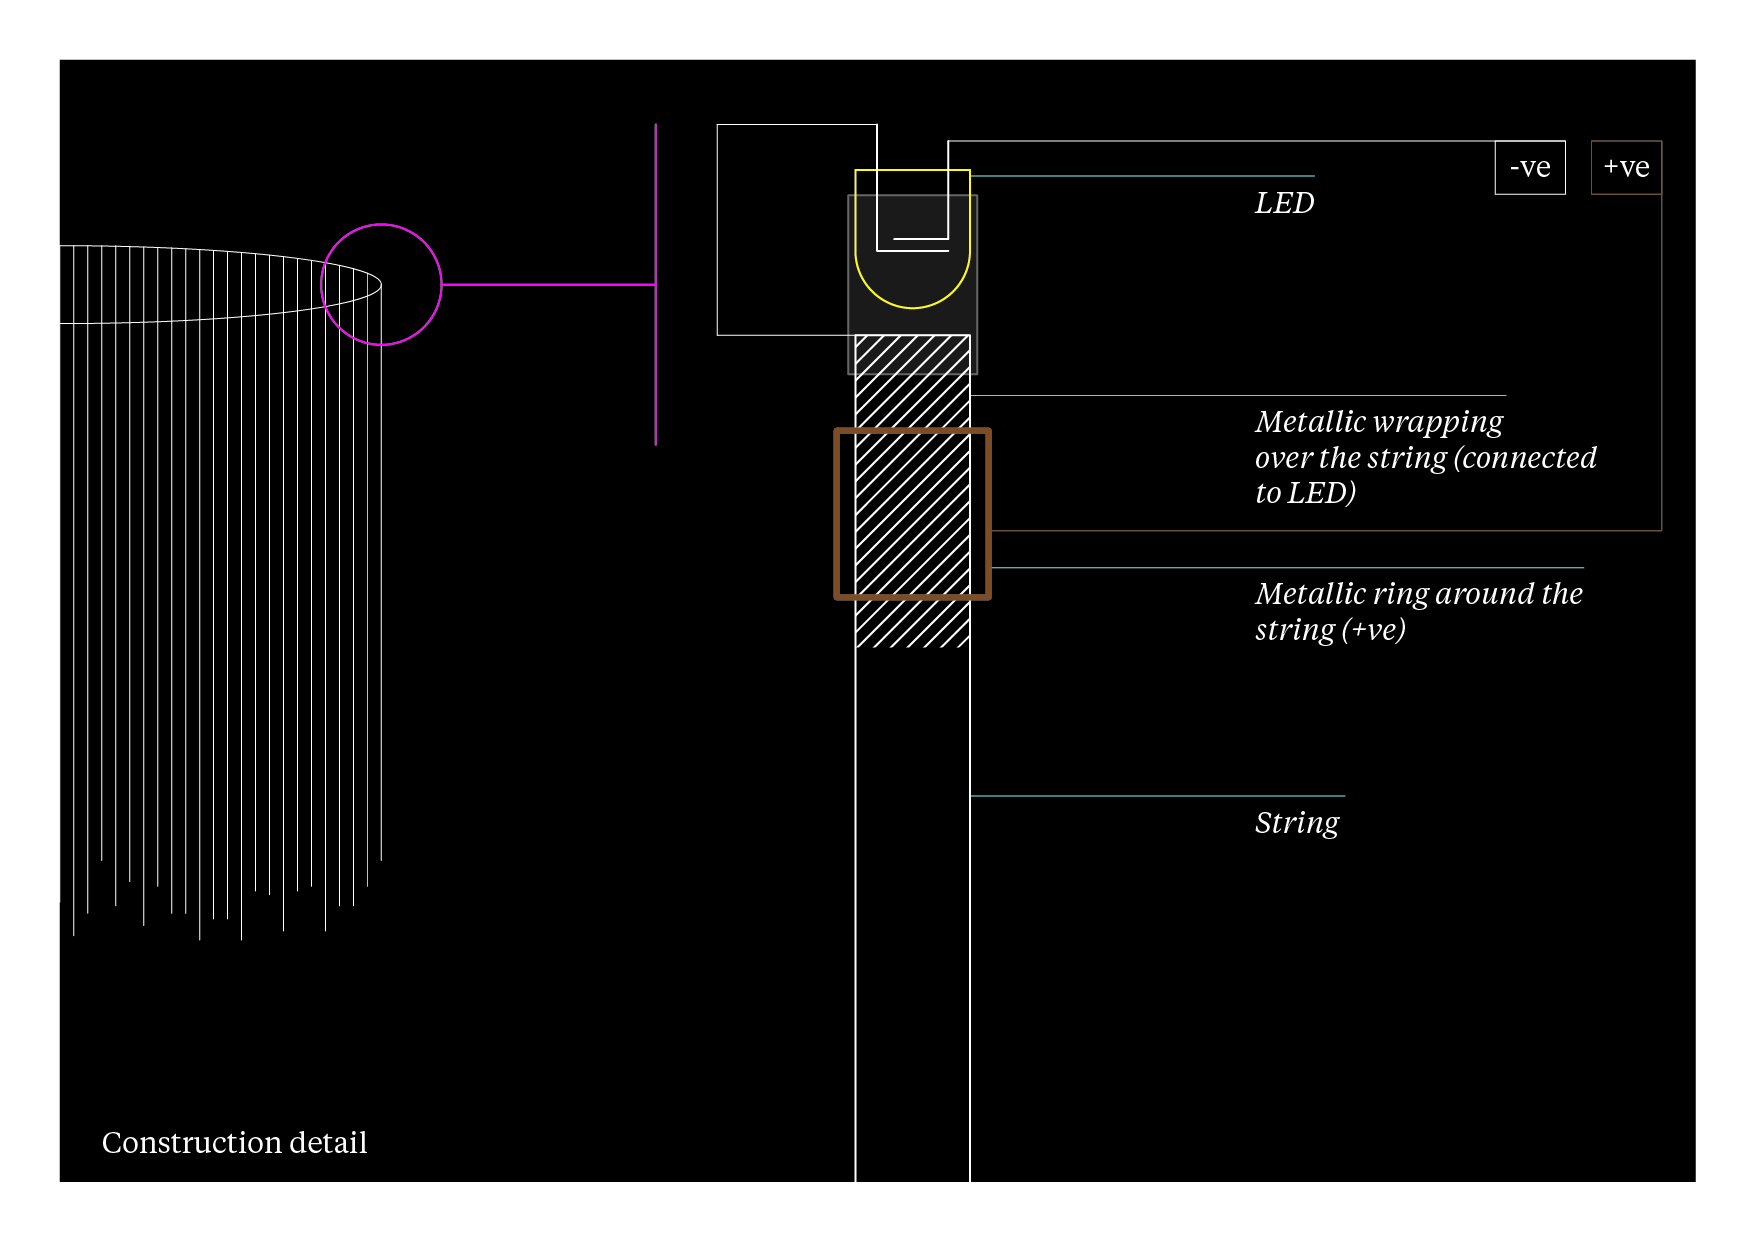 -ve
+ve
LED
Metallic wrapping
over the string (connected
to LED)
Metallic ring around the
string (+ve)
String
Construction detail